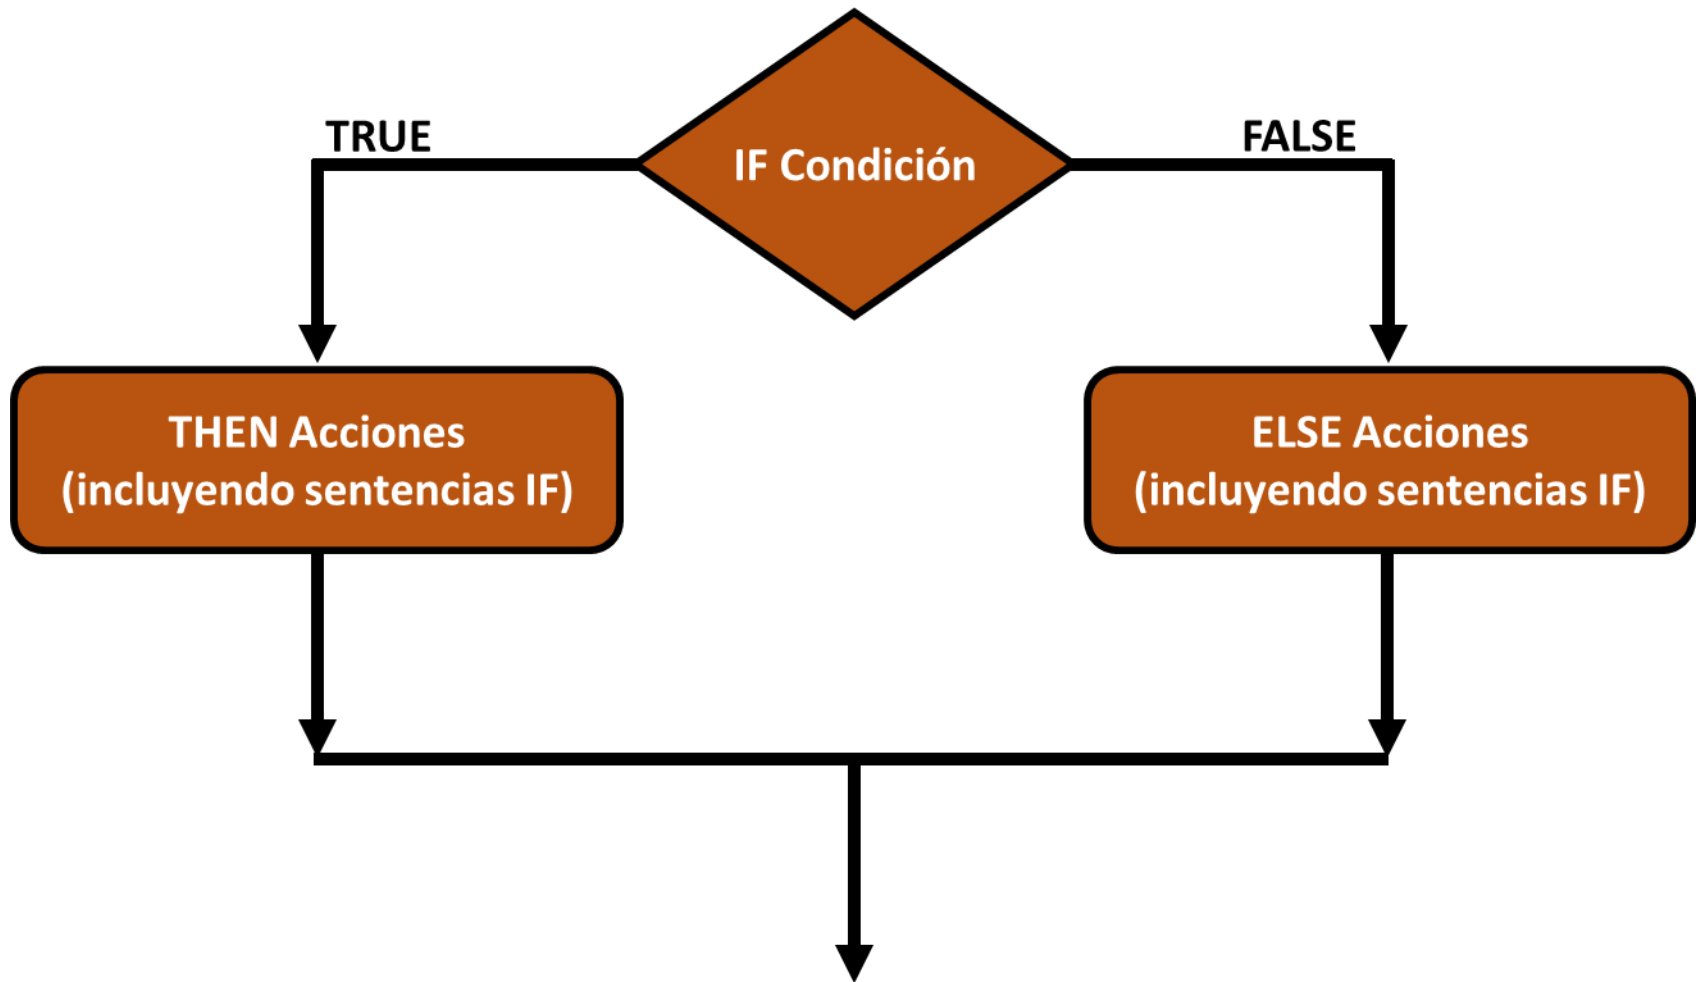 TRUE
FALSE
IF Condición
THEN Acciones
(incluyendo sentencias IF)
ELSE Acciones
(incluyendo sentencias IF)